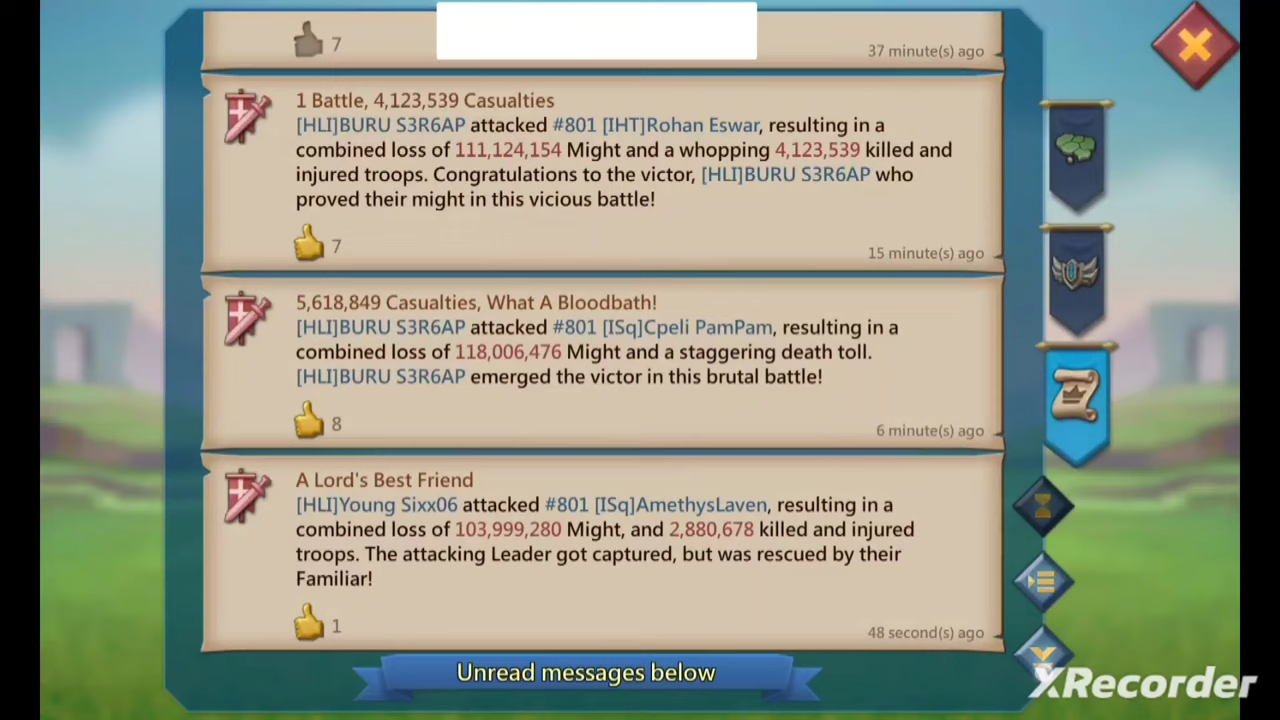 7
37 minute(s) ago
1 Battle, 4,123,539 Casualties
[HLI]BURU S3R6AP attacked #801 [IHT]Rohan Eswar, resulting in a
combined loss of 111,124,154 Might and a whopping 4,123,539 killed and
injured troops. Congratulations to the victor, [HLI]BURU S3R6AP who
proved their might in this vicious battle!
7
15 minute(s) ago
5,618,849 Casualties, What A Bloodbath!
[HLI]BURU S3R6AP attacked #801 [ISq]Cpeli PamPam, resulting in a
combined loss of 118,006,476 Might and a staggering death toll.
[HLI]BURU S3R6AP emerged the victor in this brutal battle!
8
6 minute(s) ago
A Lord's Best Friend
[HLI]Young Sixx06 attacked #801 [ISq]AmethysLaven, resulting in a
combined loss of 103,999,280 Might, and 2,880,678 killed and injured
troops. The attacking Leader got captured, but was rescued by their
Familiar!
1
48 second(s) ago
Unread messages below
XRecorder